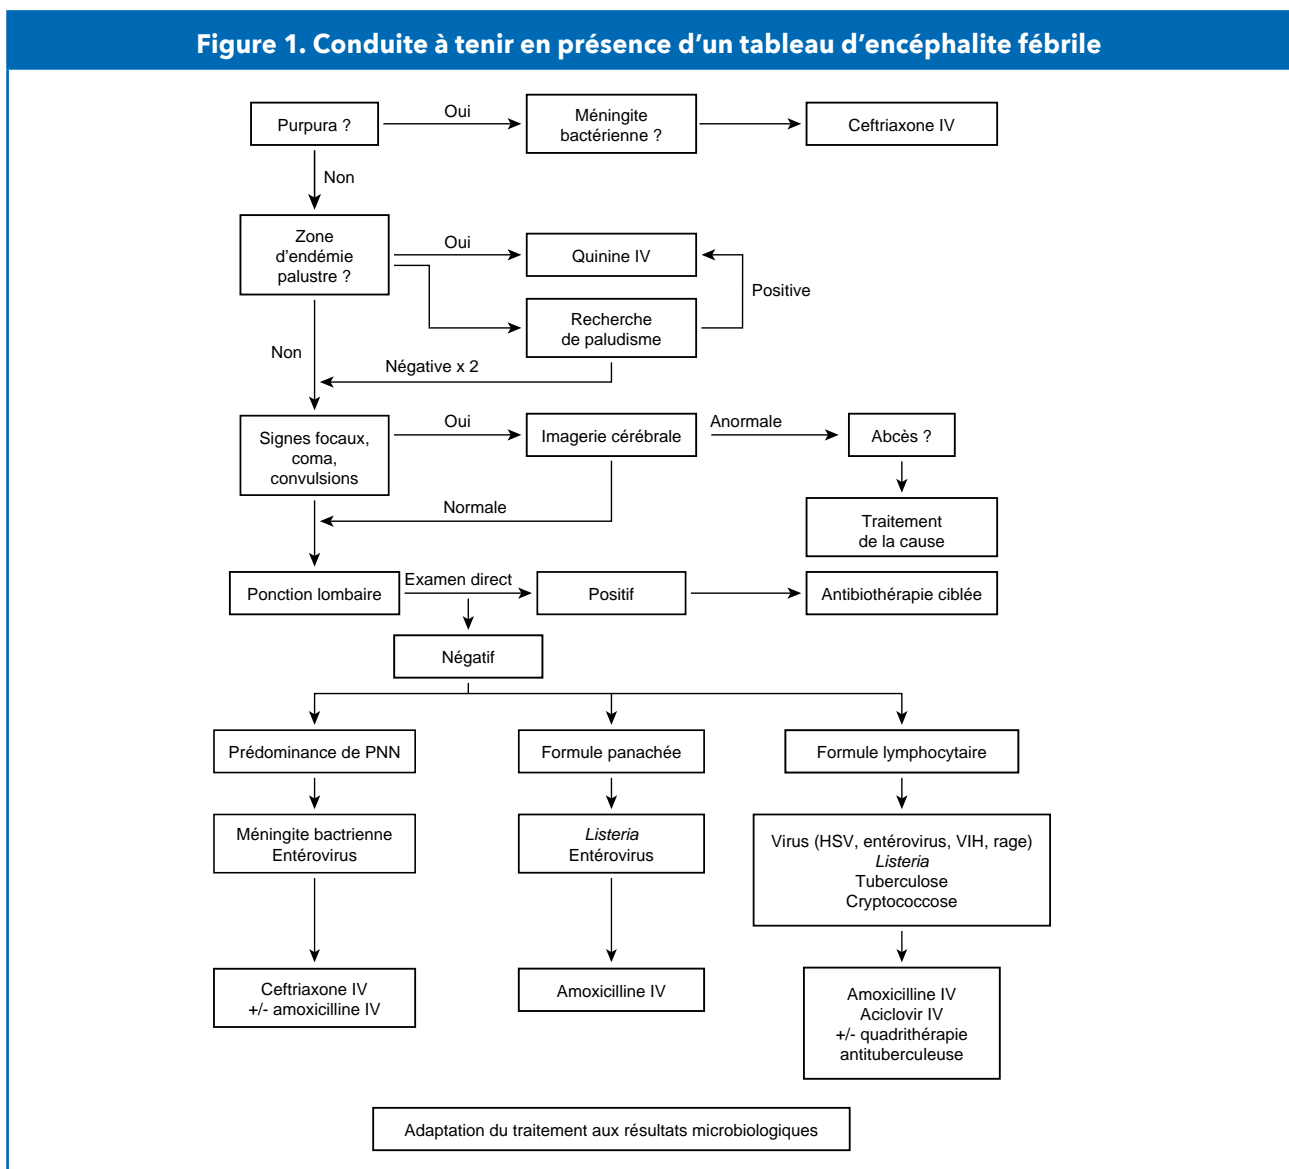 Figure 1. Conduite à tenir en présence d’un tableau d’encéphalite fébrile
Purpura ?
Oui
Méningite
bactérienne ?
Ceftriaxone IV
Non
Zone
d’endémie
palustre ?
Oui
Quinine IV
Positive
Recherche
de paludisme
Non
Négative x 2
Signes focaux,
coma,
convulsions
Oui
Imagerie cérébrale
Anormale
Abcès ?
Normale
Traitement
de la cause
Ponction lombaire
Examen direct
Positif
Antibiothérapie ciblée
Négatif
Prédominance de PNN
Formule panachée
Formule lymphocytaire
Méningite bactrienne
Entérovirus
Listeria
Entérovirus
Virus (HSV, entérovirus, VIH, rage)
Listeria
Tuberculose
Cryptococcose
Ceftriaxone IV
+/- amoxicilline IV
Amoxicilline IV
Amoxicilline IV
Aciclovir IV
+/- quadrithérapie
antituberculeuse
Adaptation du traitement aux résultats microbiologiques